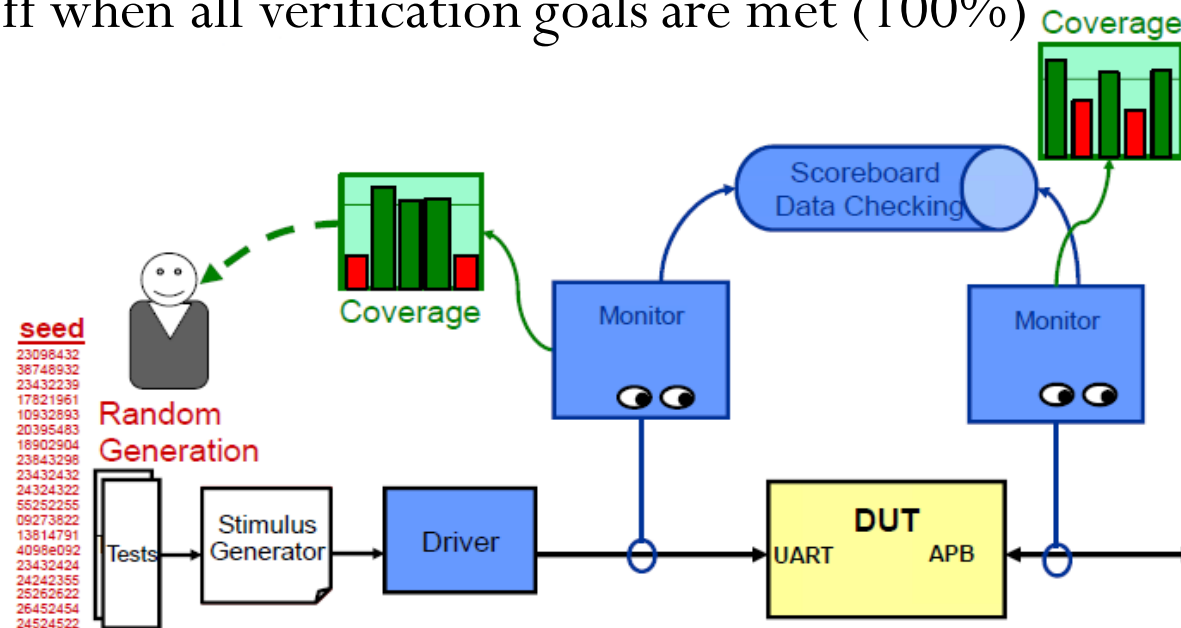 ff when all verification goals are met (100%)
Coverage
Scoreboard
Data Checking
Monitor
Monitor
Coverage
seed
23098432
38748932
23432239
17821961
10932893
20395483
18902904
23843298
23432432
24324322
55252255
09273822
13814791
4098e092
23432424
24242355
25262622
26452454
24524522
Random
Generation
Tests
Stimulus
Generator
Driver
DUT
UART
APB